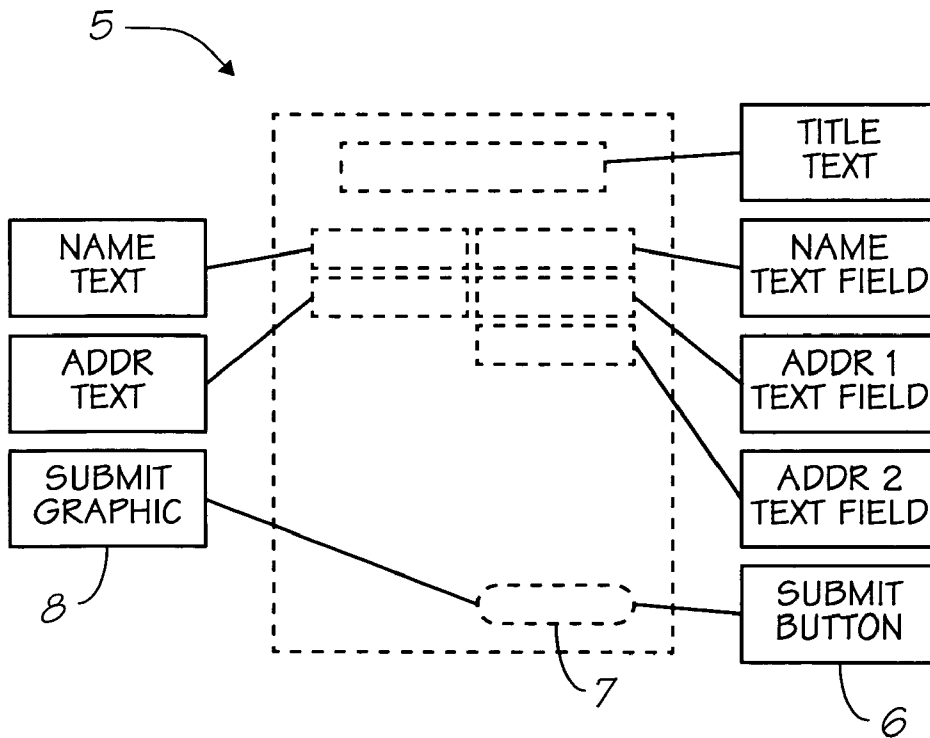 5
TITLE
TEXT
NAME
TEXT
NAME
TEXT FIELD
ADDR
TEXT
ADDR 1
TEXT FIELD
SUBMIT
GRAPHIC
ADDR 2
TEXT FIELD
8
SUBMIT
BUTTON
7
6